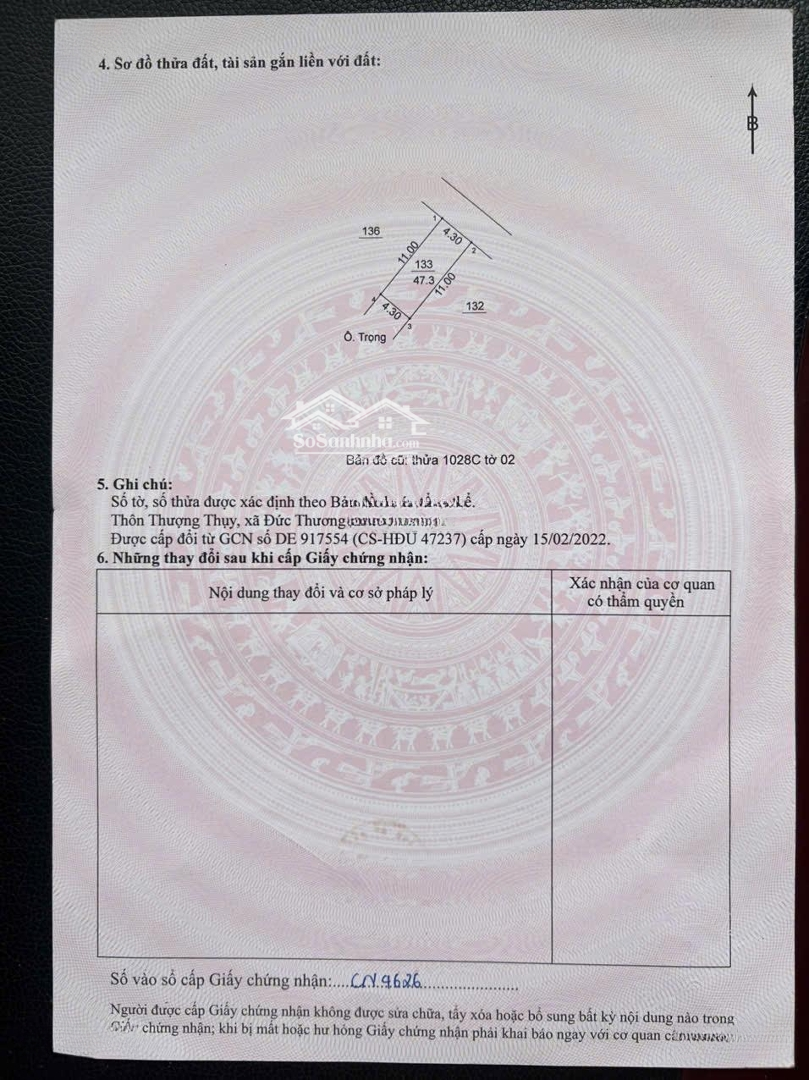 4. Sơ đồ thửa đất, tài sản gắn liền với đất:
B
136
1
4.30
2
11.00
133
47.3
11.00
132
4
4.30
3
Ô. Trọng
SoSanhnha.com
Bản đồ cũ: thửa 1028C tờ 02
5. Ghi chú:
Số tờ, số thửa được xác định theo
Thôn Thượng Thụy, xã Đức Thượng
Được cấp đổi từ GCN số DE 917554 (CS-HĐU 47237) cấp ngày 15/02/2022.
6. Những thay đổi sau khi cấp Giấy chứng nhận:
Nội dung thay đổi và cơ sở pháp lý
Xác nhận của cơ quan
có thẩm quyền
Số vào sổ cấp Giấy chứng nhận:....CN.9626......................
Người được cấp Giấy chứng nhận không được sửa chữa, tẩy xóa hoặc bổ sung bất kỳ nội dung nào trong
Giấy chứng nhận; khi bị mất hoặc hư hỏng Giấy chứng nhận phải khai báo ngay với cơ quan